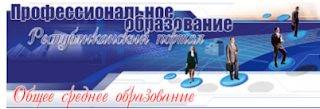 Профессиональное
образование
Республиканский портал
Общее среднее образование